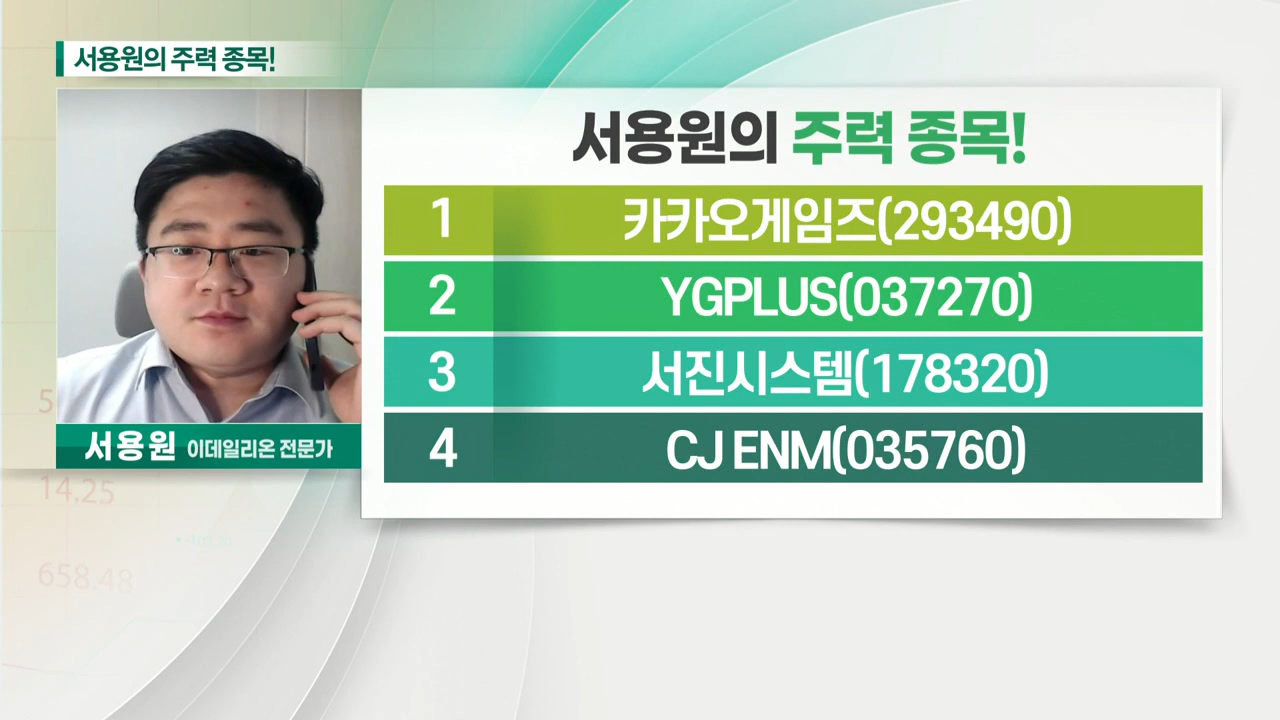 서용원의 주력 종목!
서용원의 주력 종목!
1 카카오게임즈(293490)
2 YGPLUS(037270)
3 서진시스템(178320)
4 CJ ENM(035760)
서용원 이데일리온 전문가
5
14.25
658.48